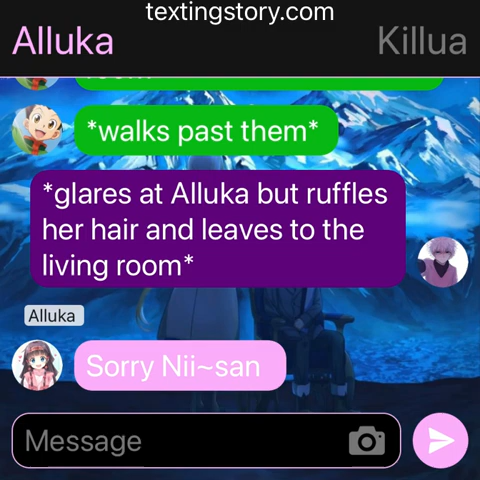 textingstory.com
Alluka
Killua
room
*walks past them*
*glares at Alluka but ruffles
her hair and leaves to the
living room*
Alluka
Sorry Nii~san
Message